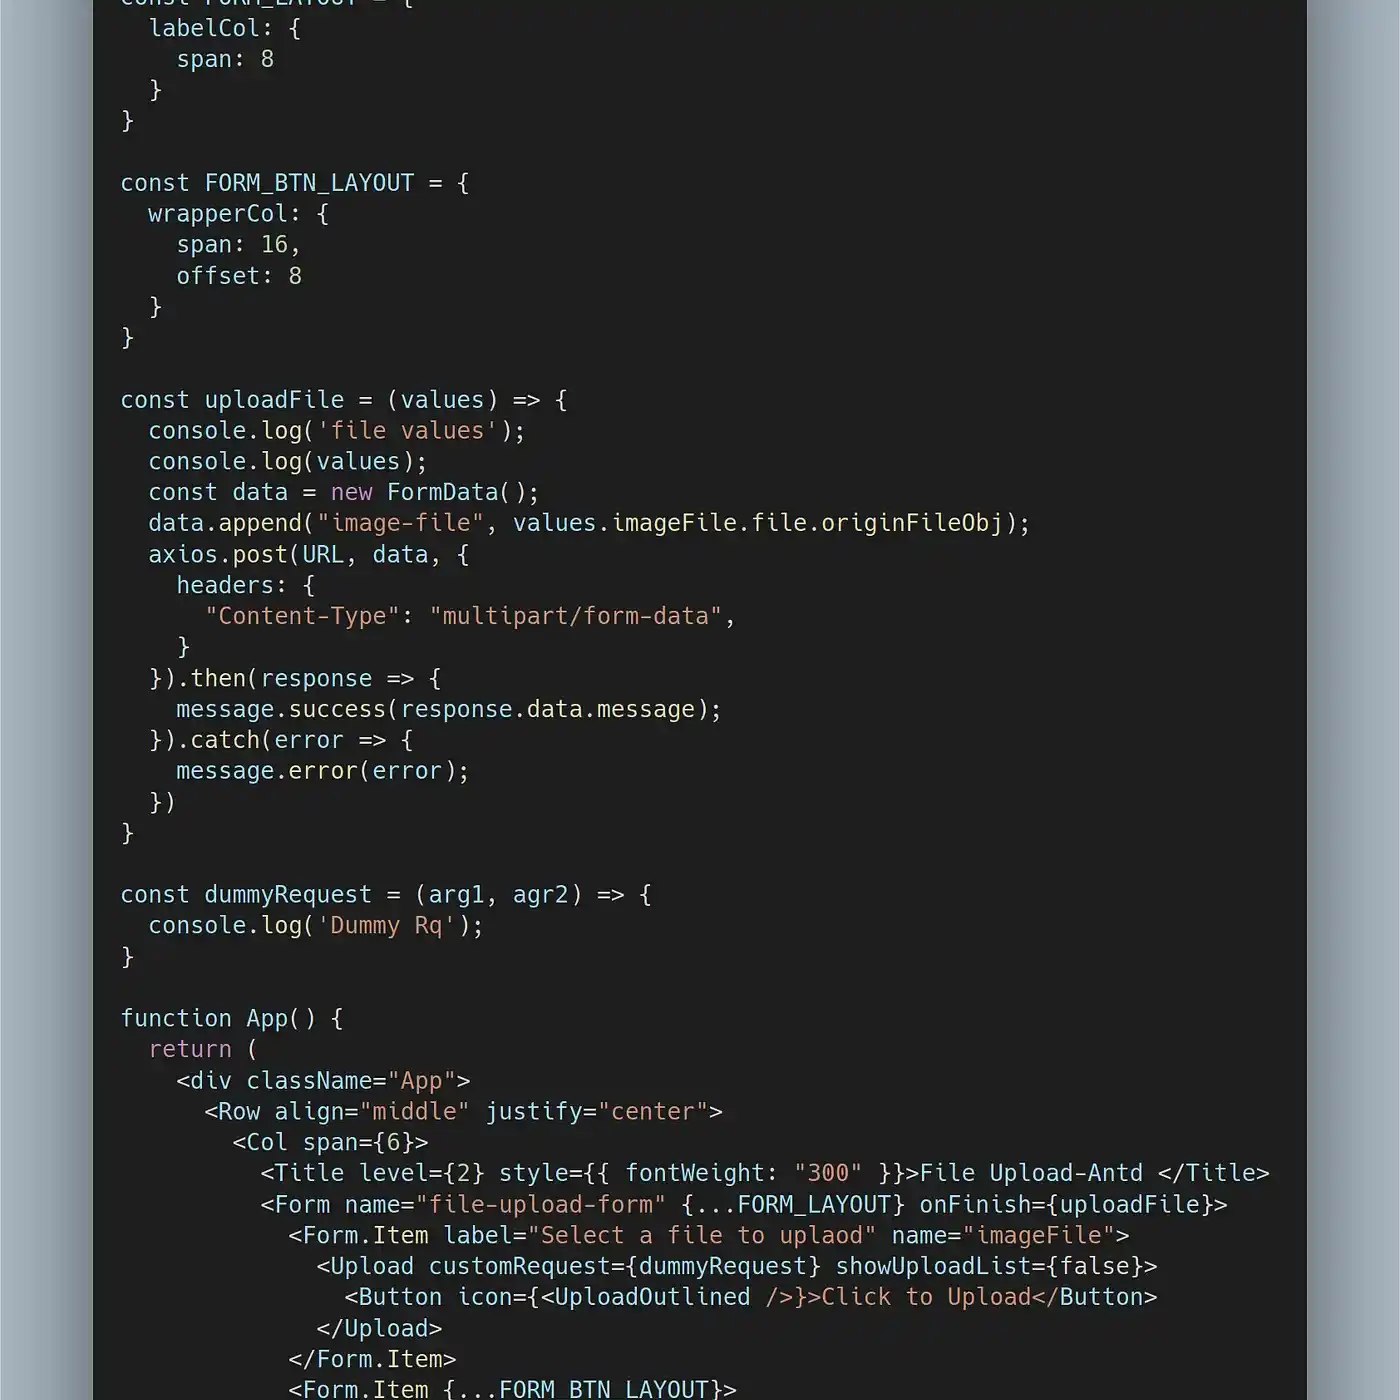 const FORM_LAYOUT = {
  labelCol: {
    span: 8
  }
}

const FORM_BTN_LAYOUT = {
  wrapperCol: {
    span: 16,
    offset: 8
  }
}

const uploadFile = (values) => {
  console.log('file values');
  console.log(values);
  const data = new FormData();
  data.append("image-file", values.imageFile.file.originFileObj);
  axios.post(URL, data, {
    headers: {
      "Content-Type": "multipart/form-data",
    }
  }).then(response => {
    message.success(response.data.message);
  }).catch(error => {
    message.error(error);
  })
}

const dummyRequest = (arg1, agr2) => {
  console.log('Dummy Rq');
}

function App() {
  return (
    <div className="App">
      <Row align="middle" justify="center">
        <Col span={6}>
          <Title level={2} style={{ fontWeight: "300" }}>File Upload-Antd </Title>
          <Form name="file-upload-form" {...FORM_LAYOUT} onFinish={uploadFile}>
            <Form.Item label="Select a file to uplaod" name="imageFile">
              <Upload customRequest={dummyRequest} showUploadList={false}>
                <Button icon={<UploadOutlined />}>Click to Upload</Button>
              </Upload>
            </Form.Item>
            <Form.Item {...FORM_BTN_LAYOUT}>